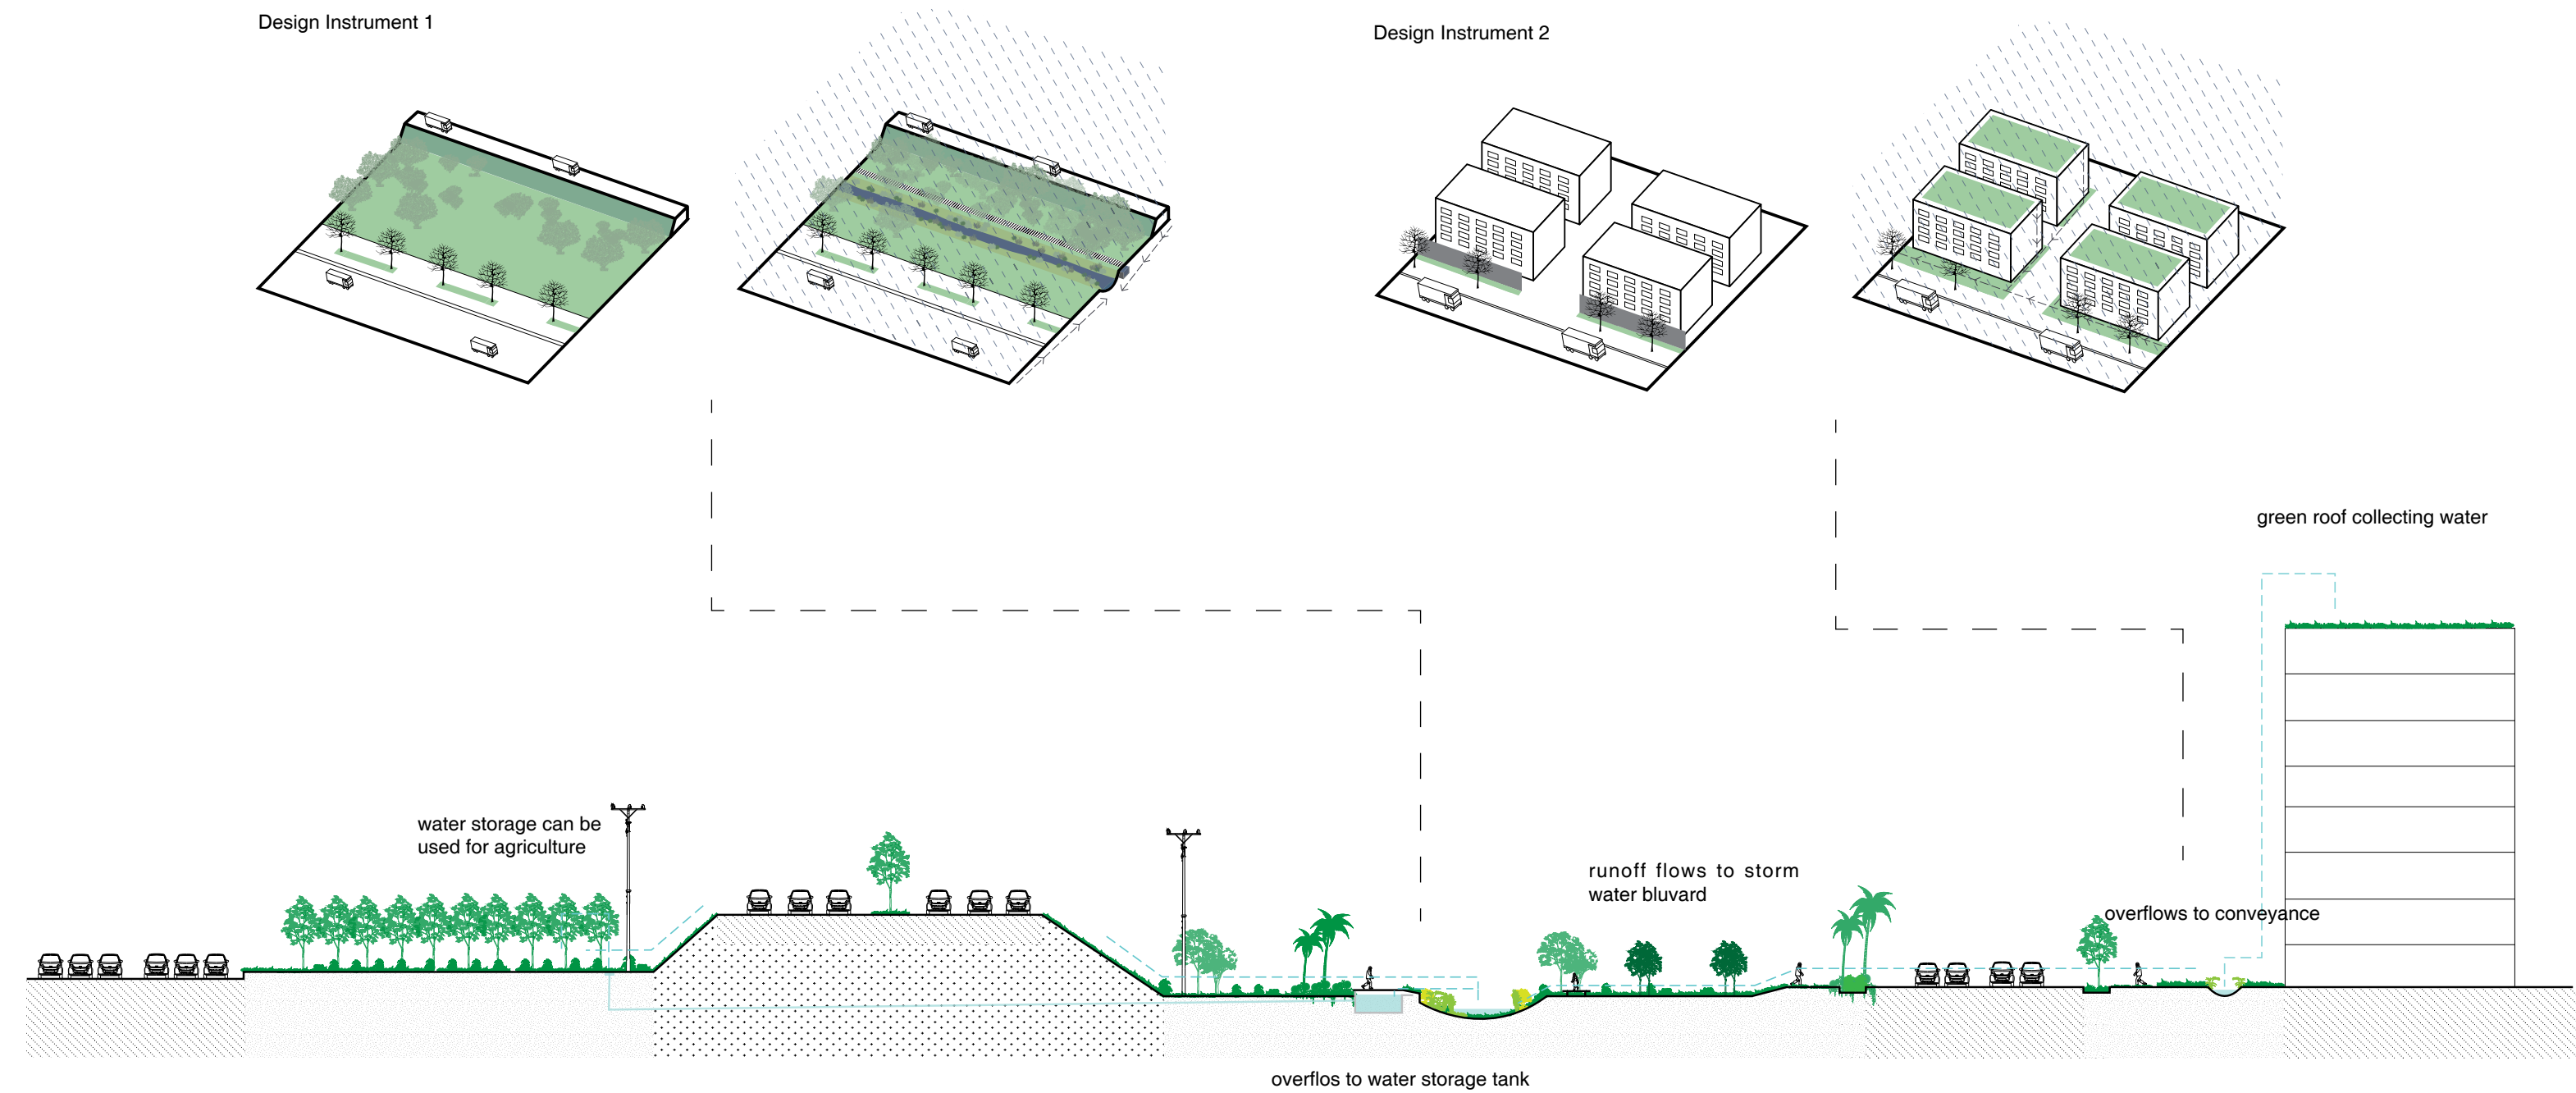 Design Instrument 1
Design Instrument 2
green roof collecting water
water storage can be
used for agriculture
runoff flows to storm
water bluvard
overflows to conveyance
overflos to water storage tank